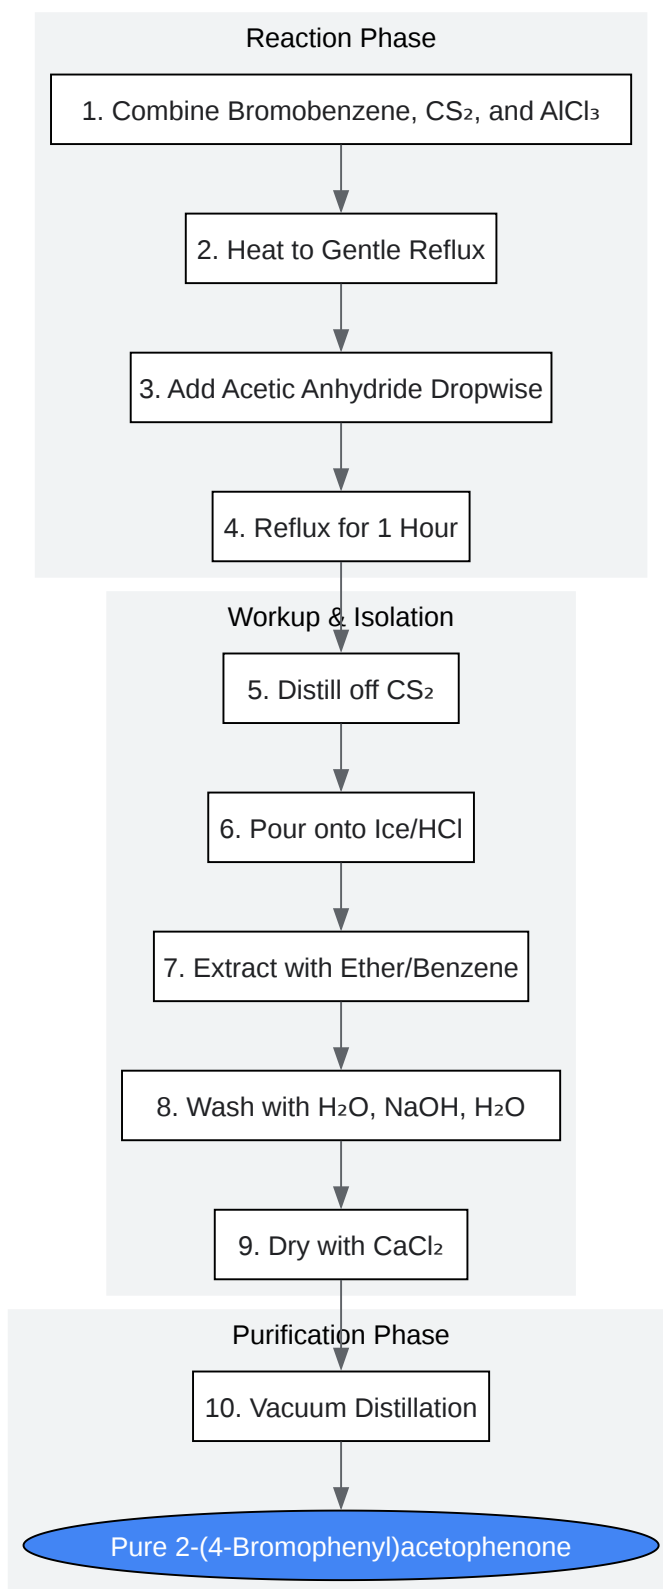 Reaction Phase
1. Combine Bromobenzene, CS₂, and AlCl₃
2. Heat to Gentle Reflux
3. Add Acetic Anhydride Dropwise
4. Reflux for 1 Hour
Workup & Isolation
5. Distill off CS₂
6. Pour onto Ice/HCl
7. Extract with Ether/Benzene
8. Wash with H₂O, NaOH, H₂O
9. Dry with CaCl₂
Purification Phase
10. Vacuum Distillation
Pure 2-(4-Bromophenyl)acetophenone